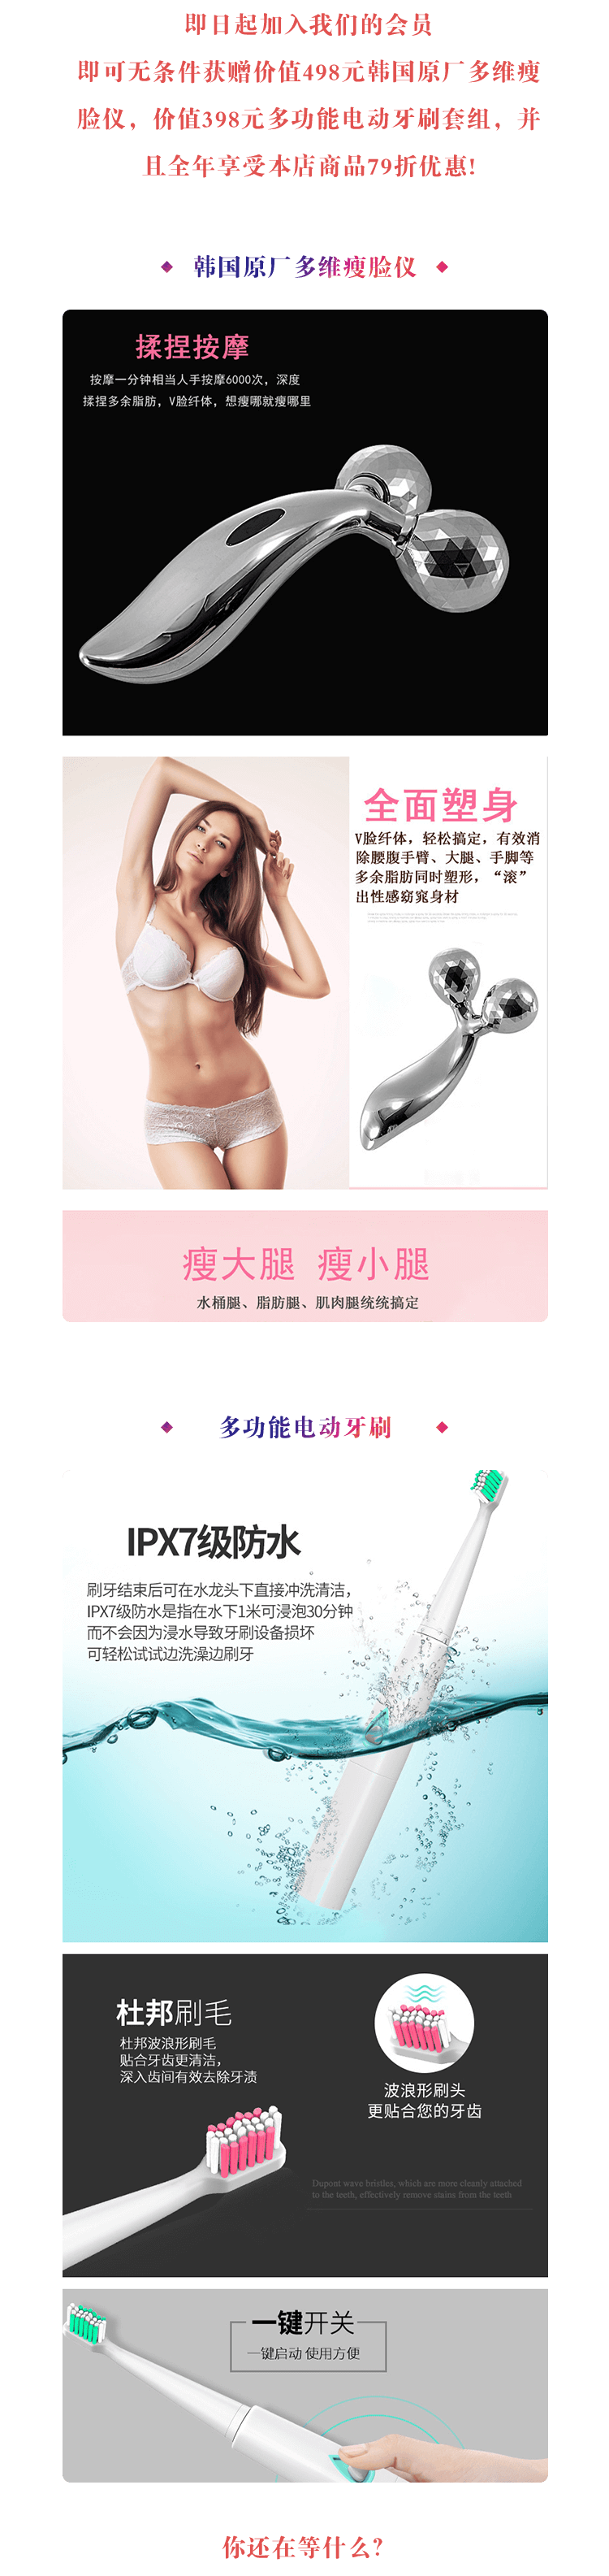 即日起加入我们的会员
即可无条件获赠价值498元韩国原厂多维瘦
脸仪，价值398元多功能电动牙刷套组，并
且全年享受本店商品79折优惠!
韩国原厂多维瘦脸仪
揉捏按摩
按摩一分钟相当人手按摩6000次，深度
揉捏多余脂肪，V脸纤体，想瘦哪就瘦哪里
全面塑身
V脸纤体，轻松搞定，有效消
除腰腹手臂、大腿、手脚等
多余脂肪同时塑形，“滚”
出性感窈窕身材
瘦大腿 瘦小腿
水桶腿、脂肪腿、肌肉腿统统搞定
多功能电动牙刷
IPX7级防水
刷牙结束后可在水龙头下直接冲洗清洁，
IPX7级防水是指在水下1米可浸泡30分钟
而不会因为浸水导致牙刷设备损坏
可轻松试试边洗澡边刷牙
杜邦刷毛
杜邦波浪形刷毛
贴合牙齿更清洁，
深入齿间有效去除牙渍
波浪形刷头
更贴合您的牙齿
Dupont wave bristles, which are more cleanly attached
to the teeth, effectively remove stains from the teeth
一键开关
一键启动 使用方便
你还在等什么?